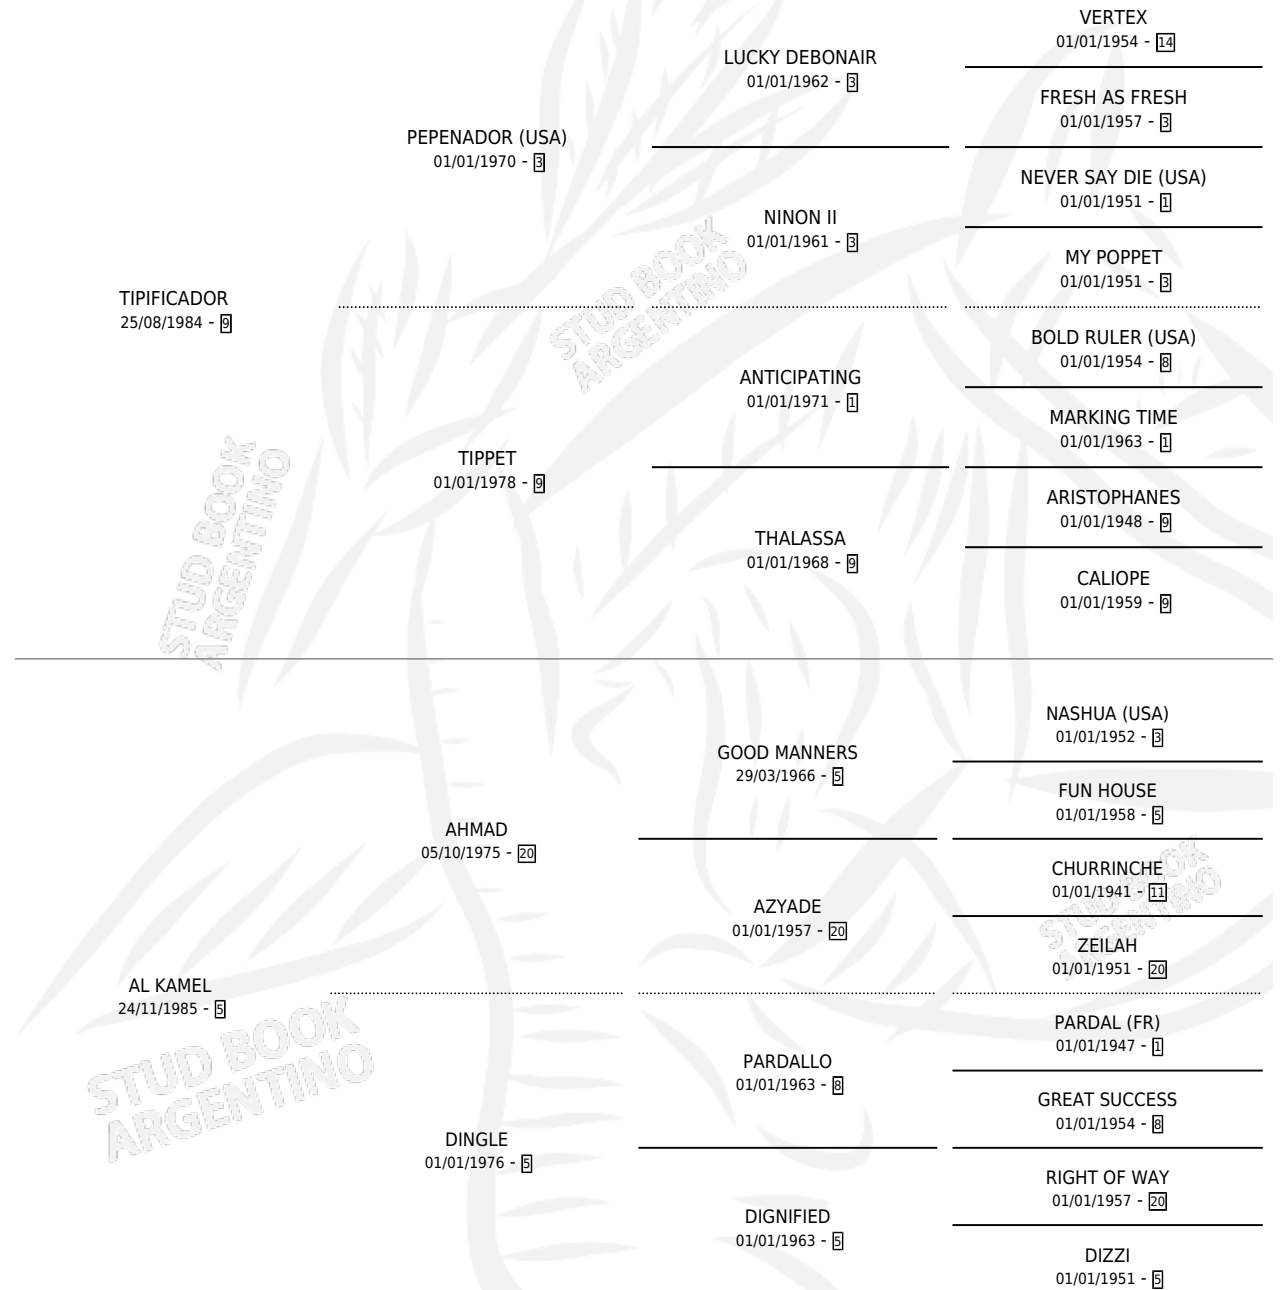 VERTEX
01/01/1954 - 14
LUCKY DEBONAIR
01/01/1962 - 3
FRESH AS FRESH
01/01/1957 - 3
PEPENADOR (USA)
01/01/1970 - 3
NEVER SAY DIE (USA)
01/01/1951 - 1
NINON II
01/01/1961 - 3
MY POPPET
01/01/1951 - 3
TIPIFICADOR
25/08/1984 - 9
BOLD RULER (USA)
01/01/1954 - 8
ANTICIPATING
01/01/1971 - 1
MARKING TIME
01/01/1963 - 1
TIPPET
01/01/1978 - 9
ARISTOPHANES
01/01/1948 - 9
THALASSA
01/01/1968 - 9
CALIOPE
01/01/1959 - 9
NASHUA (USA)
01/01/1952 - 3
GOOD MANNERS
29/03/1966 - 5
FUN HOUSE
01/01/1958 - 5
AHMAD
05/10/1975 - 20
CHURRINCHE
01/01/1941 - 11
AZYADE
01/01/1957 - 20
ZEILAH
01/01/1951 - 20
AL KAMEL
24/11/1985 - 5
PARDAL (FR)
01/01/1947 - 1
PARDALLO
01/01/1963 - 8
GREAT SUCCESS
01/01/1954 - 8
DINGLE
01/01/1976 - 5
RIGHT OF WAY
01/01/1957 - 20
DIGNIFIED
01/01/1963 - 5
DIZZI
01/01/1951 - 5
STUD BOOK
ARGENTINO
STUD BOOK
ARGENTINO
STUD BOOK
ARGENTINO
STUD BOOK
ARGENTINO